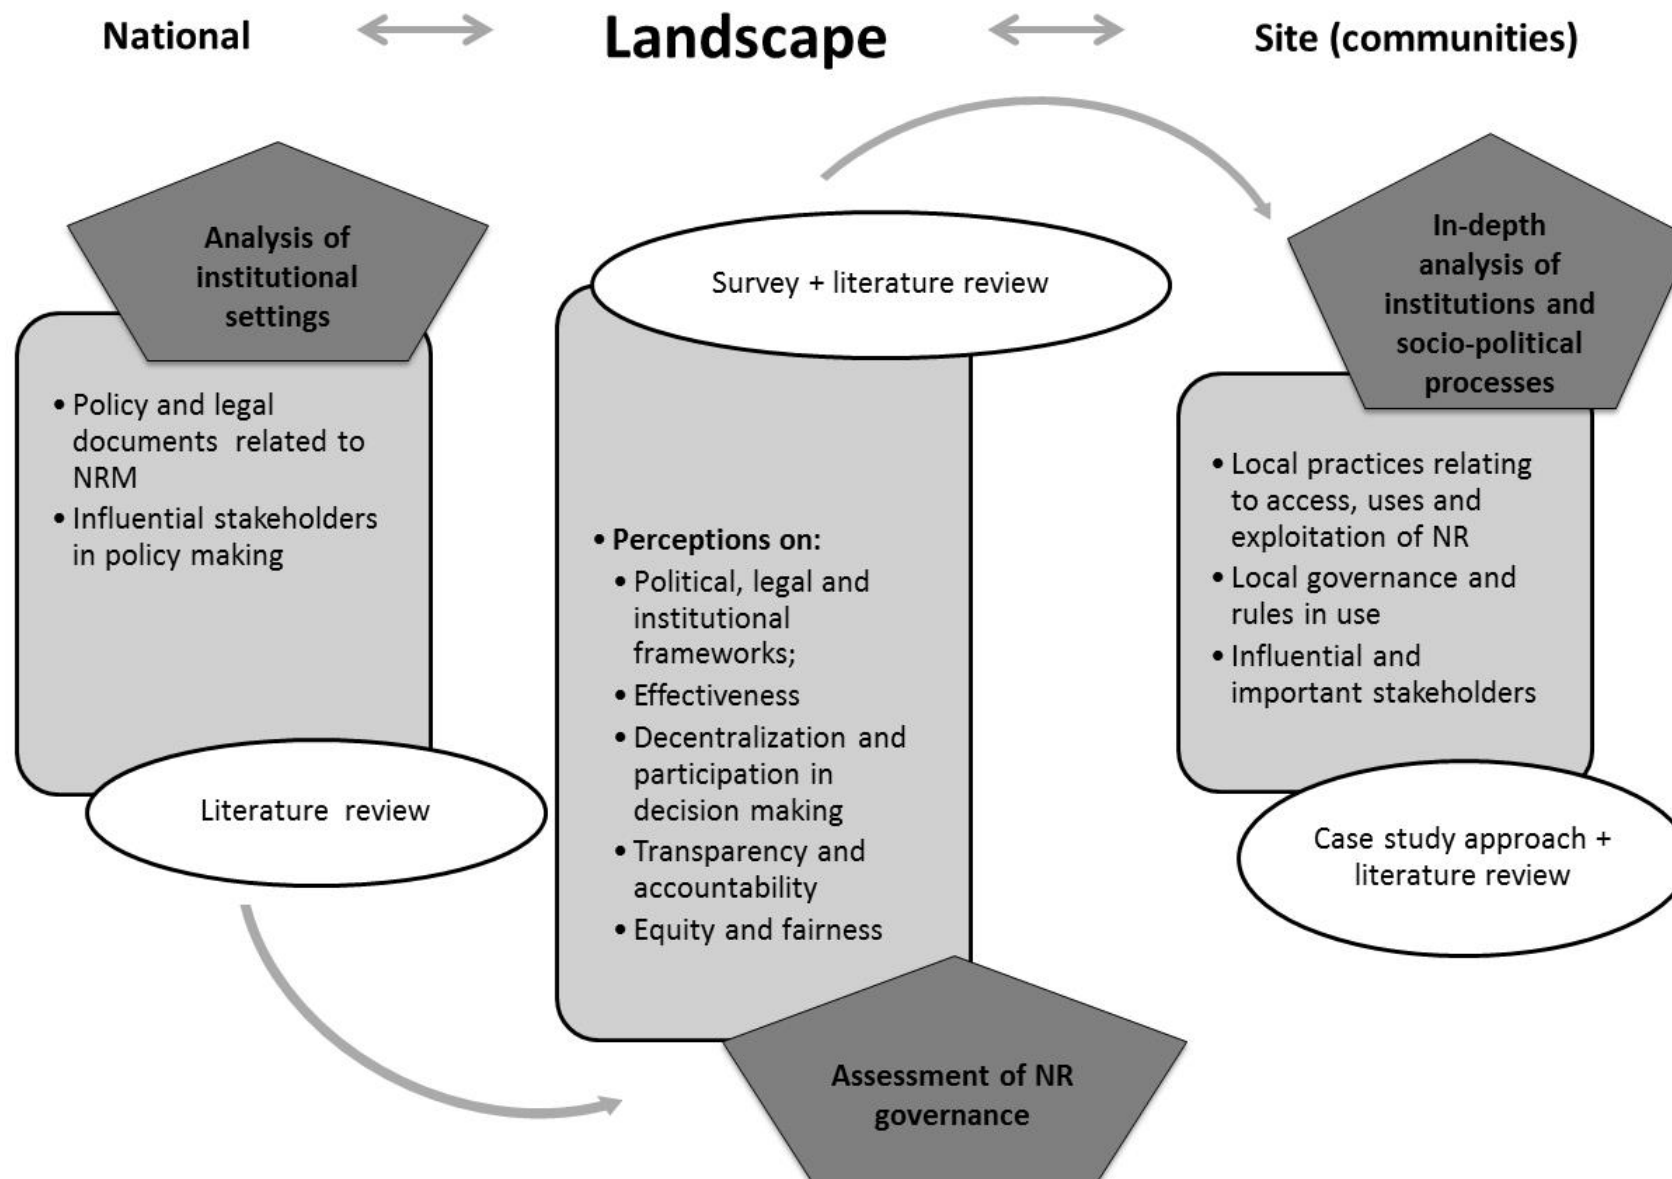 National
Landscape
Site (communities)
Analysis of
institutional
settings
• Policy and legal
documents related to
NRM
• Influential stakeholders
in policy making
Literature review
Survey + literature review
• Perceptions on:
• Political, legal and
institutional
frameworks;
• Effectiveness
• Decentralization and
participation in
decision making
• Transparency and
accountability
• Equity and fairness
Assessment of NR
governance
In-depth
analysis of
institutions and
socio-political
processes
• Local practices relating
to access, uses and
exploitation of NR
• Local governance and
rules in use
• Influential and
important stakeholders
Case study approach +
literature review